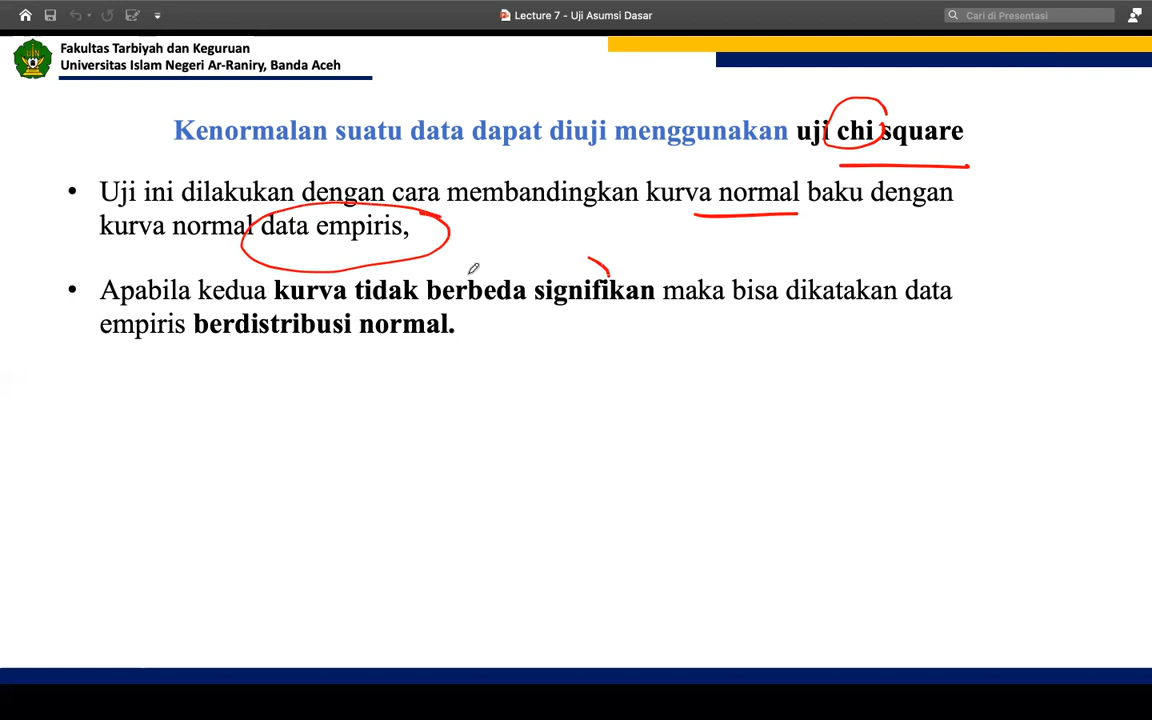 Lecture 7 - Uji Asumsi Dasar
Cari di Presentasi
Fakultas Tarbiyah dan Keguruan
Universitas Islam Negeri Ar-Raniry, Banda Aceh
Kenormalan suatu data dapat diuji menggunakan uji chi square
• Uji ini dilakukan dengan cara membandingkan kurva normal baku dengan
kurva normal data empiris,
• Apabila kedua kurva tidak berbeda signifikan maka bisa dikatakan data
empiris berdistribusi normal.